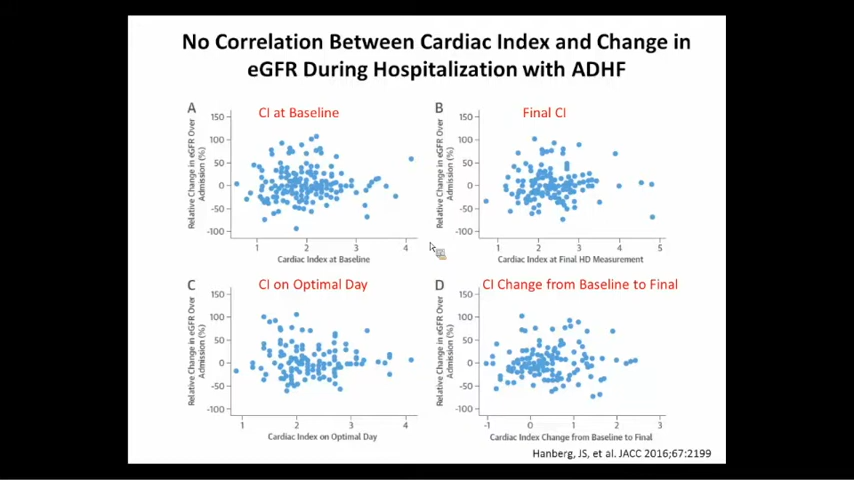 No Correlation Between Cardiac Index and Change in
eGFR During Hospitalization with ADHF
A
CI at Baseline
Relative Change in eGFR Over
Admission (%)
150
100
50
0
-50
-100
1 2 3 4
Cardiac Index at Baseline
B
Final CI
Relative Change in eGFR Over
Admission (%)
150
100
50
0
-50
-100
1 2 3 4 5
Cardiac Index at Final HD Measurement
C
CI on Optimal Day
Relative Change in eGFR Over
Admission (%)
150
100
50
0
-50
-100
1 2 3 4
Cardiac Index on Optimal Day
D
CI Change from Baseline to Final
Relative Change in eGFR Over
Admission (%)
150
100
50
0
-50
-100
-1 0 1 2 3
Cardiac Index Change from Baseline to Final
Hanberg, JS, et al. JACC 2016;67:2199